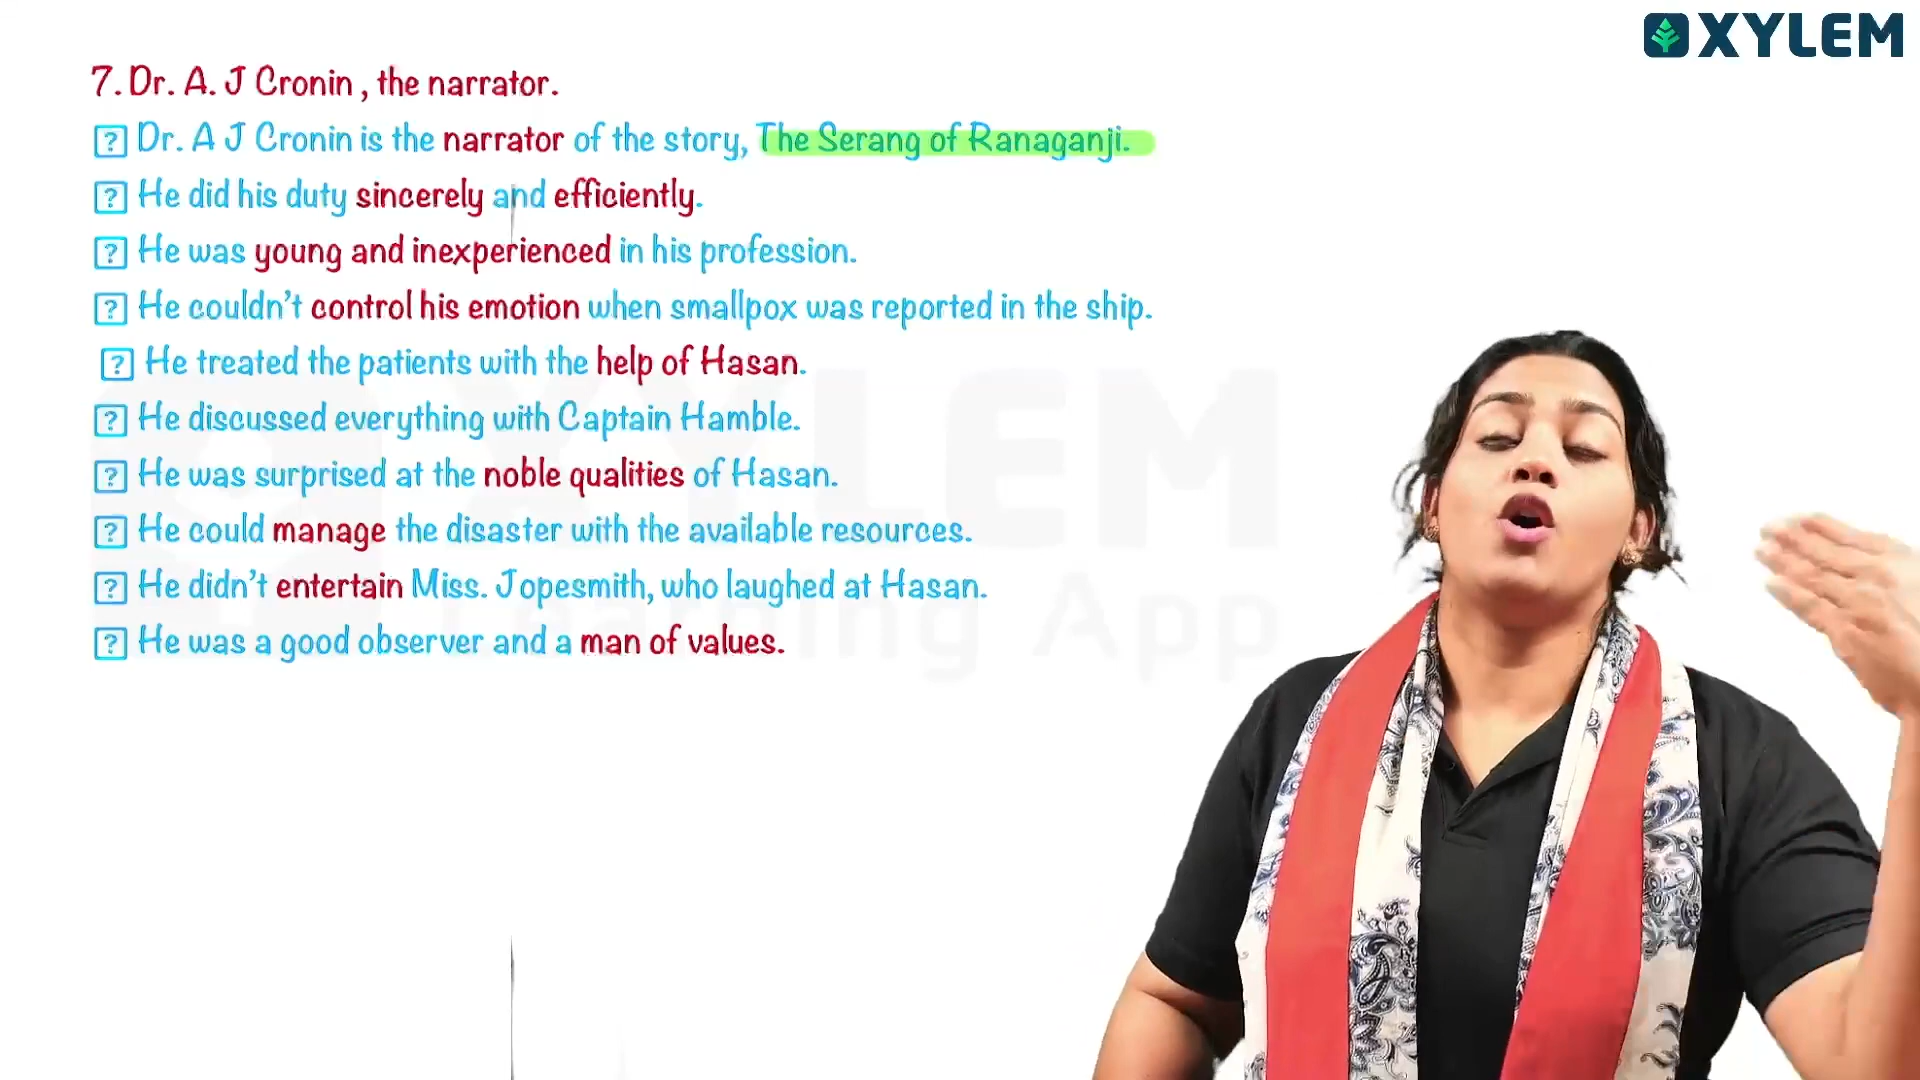 XYLEM
7. Dr. A. J Cronin , the narrator.
Dr. A J Cronin is the narrator of the story, The Serang of Ranaganji.
He did his duty sincerely and efficiently.
He was young and inexperienced in his profession.
He couldn't control his emotion when smallpox was reported in the ship.
He treated the patients with the help of Hasan.
He discussed everything with Captain Hamble.
He was surprised at the noble qualities of Hasan.
He could manage the disaster with the available resources.
He didn't entertain Miss. Jopesmith, who laughed at Hasan.
He was a good observer and a man of values.
XYLEM
Learning App